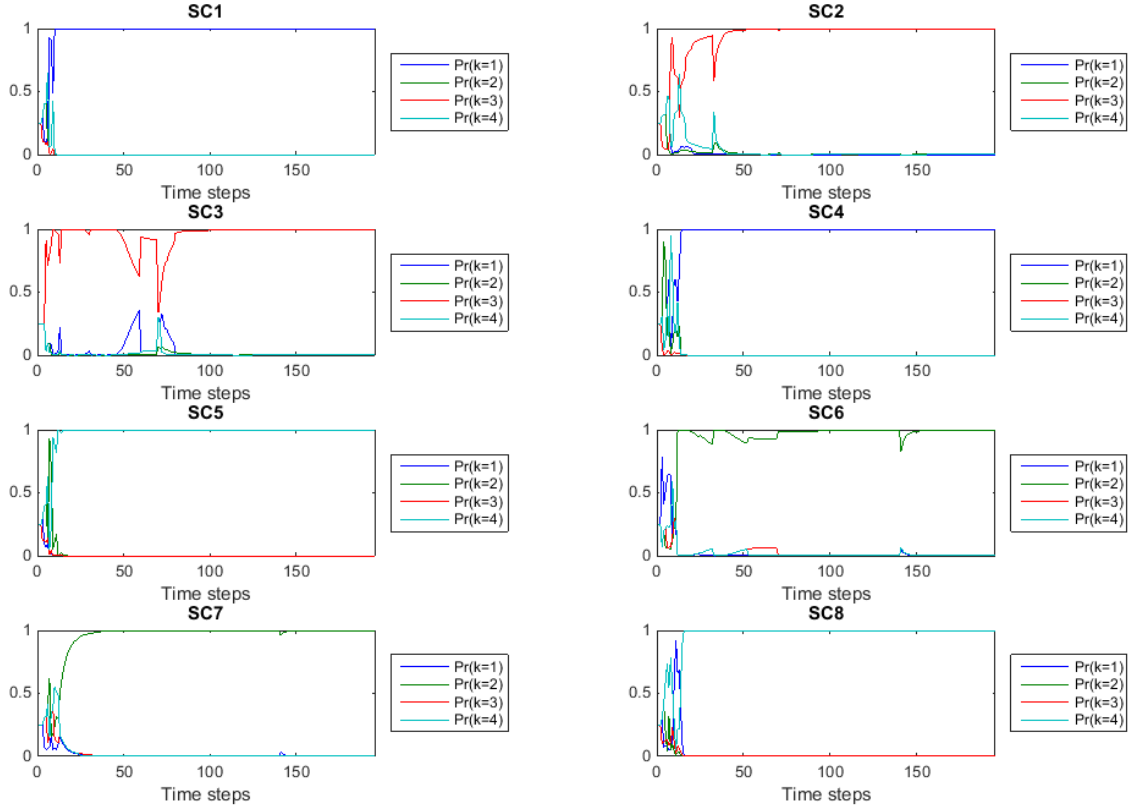 SC1
1
0.5
0
0 50 100 150
Time steps
Pr(k=1)
Pr(k=2)
Pr(k=3)
Pr(k=4)
SC2
1
0.5
0
0 50 100 150
Time steps
Pr(k=1)
Pr(k=2)
Pr(k=3)
Pr(k=4)
SC3
1
0.5
0
0 50 100 150
Time steps
Pr(k=1)
Pr(k=2)
Pr(k=3)
Pr(k=4)
SC4
1
0.5
0
0 50 100 150
Time steps
Pr(k=1)
Pr(k=2)
Pr(k=3)
Pr(k=4)
SC5
1
0.5
0
0 50 100 150
Time steps
Pr(k=1)
Pr(k=2)
Pr(k=3)
Pr(k=4)
SC6
1
0.5
0
0 50 100 150
Time steps
Pr(k=1)
Pr(k=2)
Pr(k=3)
Pr(k=4)
SC7
1
0.5
0
0 50 100 150
Time steps
Pr(k=1)
Pr(k=2)
Pr(k=3)
Pr(k=4)
SC8
1
0.5
0
0 50 100 150
Time steps
Pr(k=1)
Pr(k=2)
Pr(k=3)
Pr(k=4)